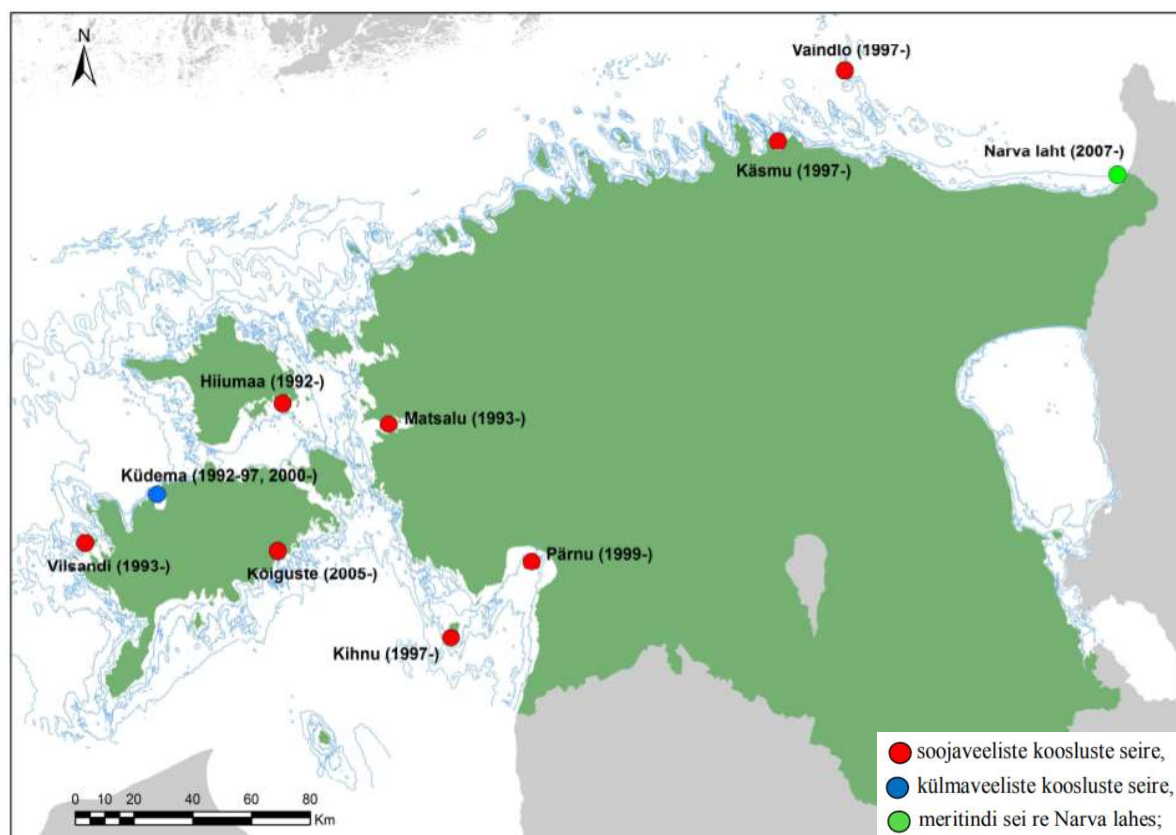 N
Vaindlo (1997-)
Käsmu (1997-)
Narva laht (2007-)
Hiiumaa (1992-)
Matsalu (1993-)
Küdema (1992-97, 2000-)
Vilsandi (1993-)
Kõiguste (2005-)
Pärnu (1999-)
Kihnu (1997-)
0 10 20 40 60 80
Km
soojaveeliste koosluste seire,
külmaveeliste koosluste seire,
meritindi sei re Narva lahes;